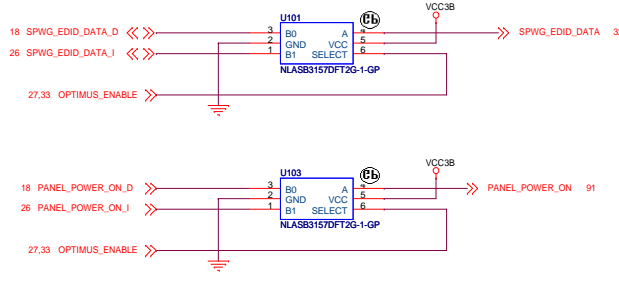 U101
VCC3B
18 SPWG_EDID_DATA_D
3 B0 A 4
SPWG_EDID_DATA
2 GND VCC 5
26 SPWG_EDID_DATA_I
1 B1 SELECT 6
NLASB3157DFT2G-1-GP
27,33 OPTIMUS_ENABLE
U103
VCC3B
18 PANEL_POWER_ON_D
3 B0 A 4
PANEL_POWER_ON 91
2 GND VCC 5
26 PANEL_POWER_ON_I
1 B1 SELECT 6
NLASB3157DFT2G-1-GP
27,33 OPTIMUS_ENABLE